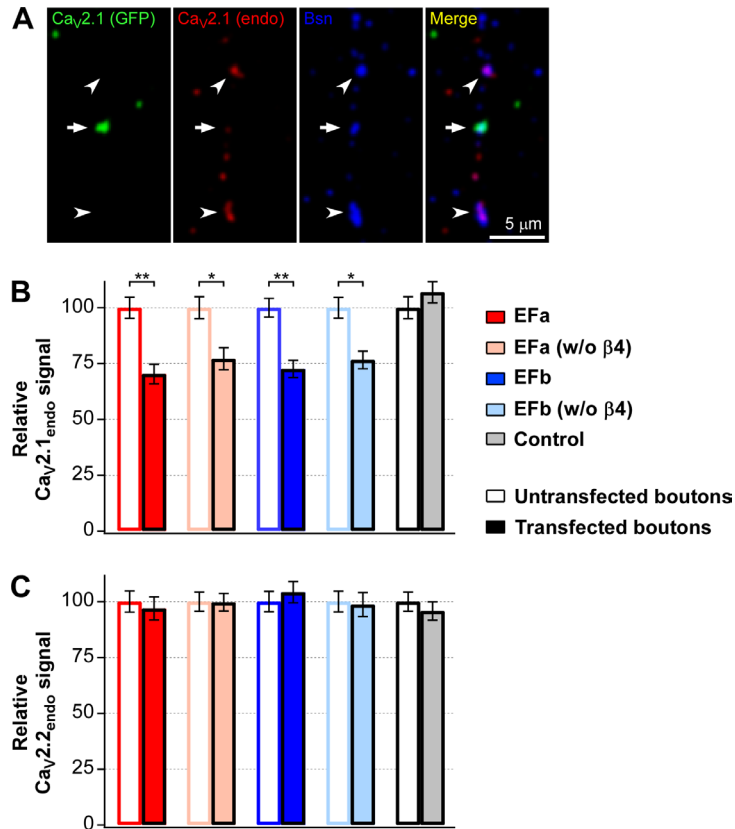 A
CaV2.1 (GFP)
CaV2.1 (endo)
Bsn
Merge
5 μm
B
Relative
CaV2.1endo signal
100
75
50
25
0
**
*
**
*
EFa
EFa (w/o β4)
EFb
EFb (w/o β4)
Control
Untransfected boutons
Transfected boutons
C
Relative
CaV2.2endo signal
100
75
50
25
0